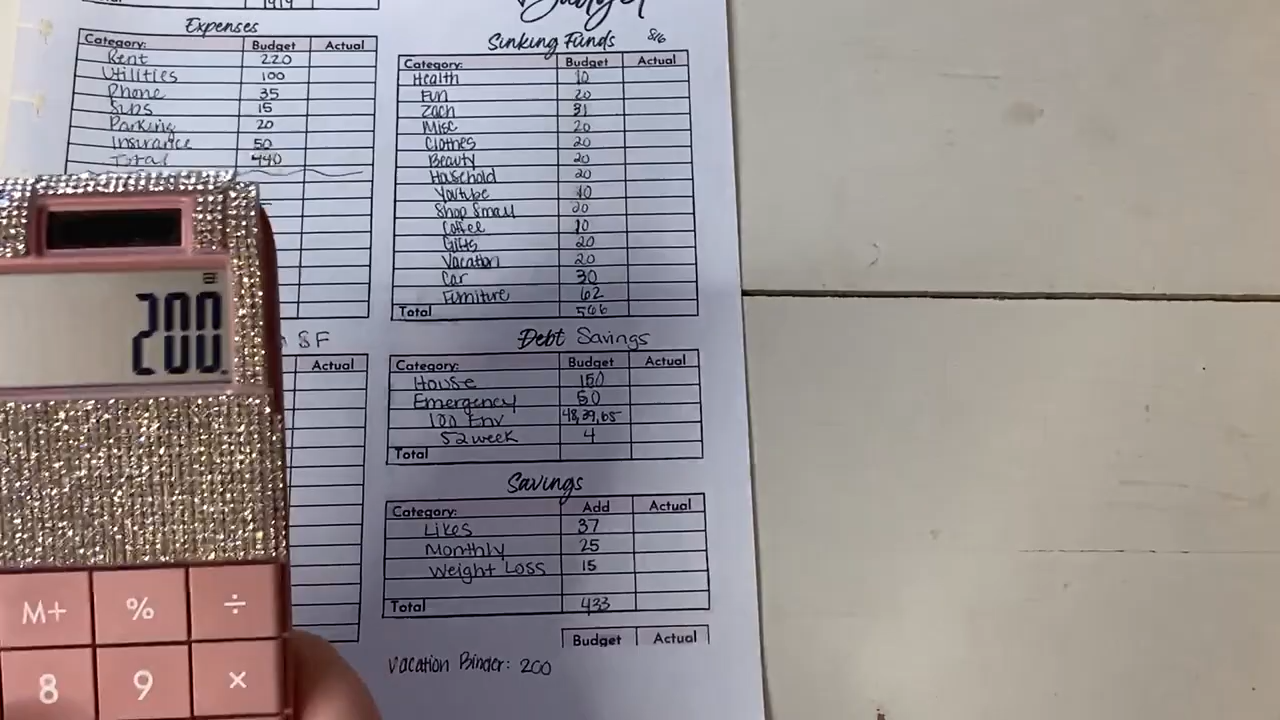 1919
Budget
Expenses
Category: Budget Actual
Rent 220
Utilities 100
Phone 35
Subs 15
Parking 20
Insurance 50
Total 440
Sinking Funds 8/6
Category: Budget Actual
Health 10
Fun 20
Zach 31
Misc 20
Clothes 20
Beauty 20
Household 20
Youtube 10
Shop Small 20
Coffee 10
Gifts 20
Vacation 20
Car 30
Furniture 62
Total 566
SF
Actual
Debt Savings
Category: Budget Actual
House 150
Emergency 50
100 Env 48,39,65
52 week 4
Total
Savings
Category: Add Actual
Likes 37
Monthly 25
Weight Loss 15
Total 433
Budget Actual
Vacation Binder: 200
200.
M+ % ÷
8 9 ×